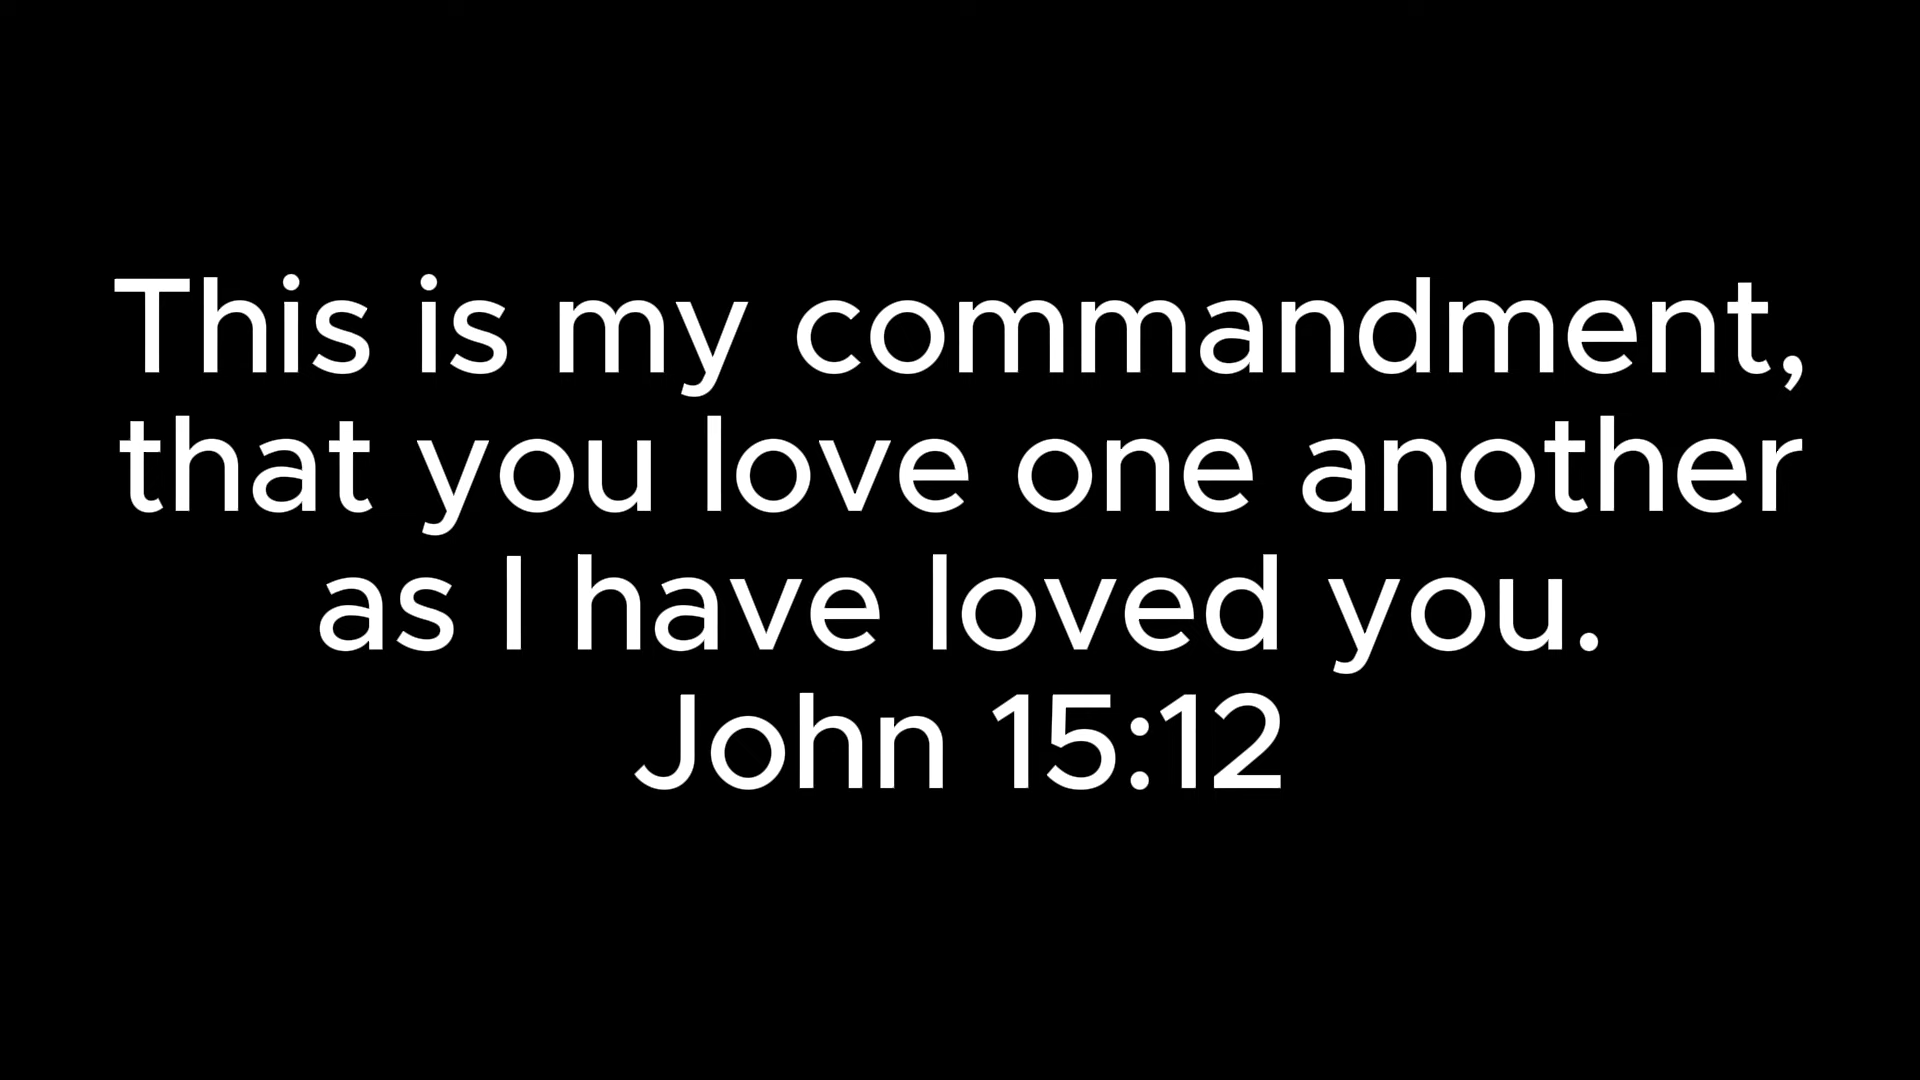 This is my commandment,
that you love one another
as I have loved you.
John 15:12